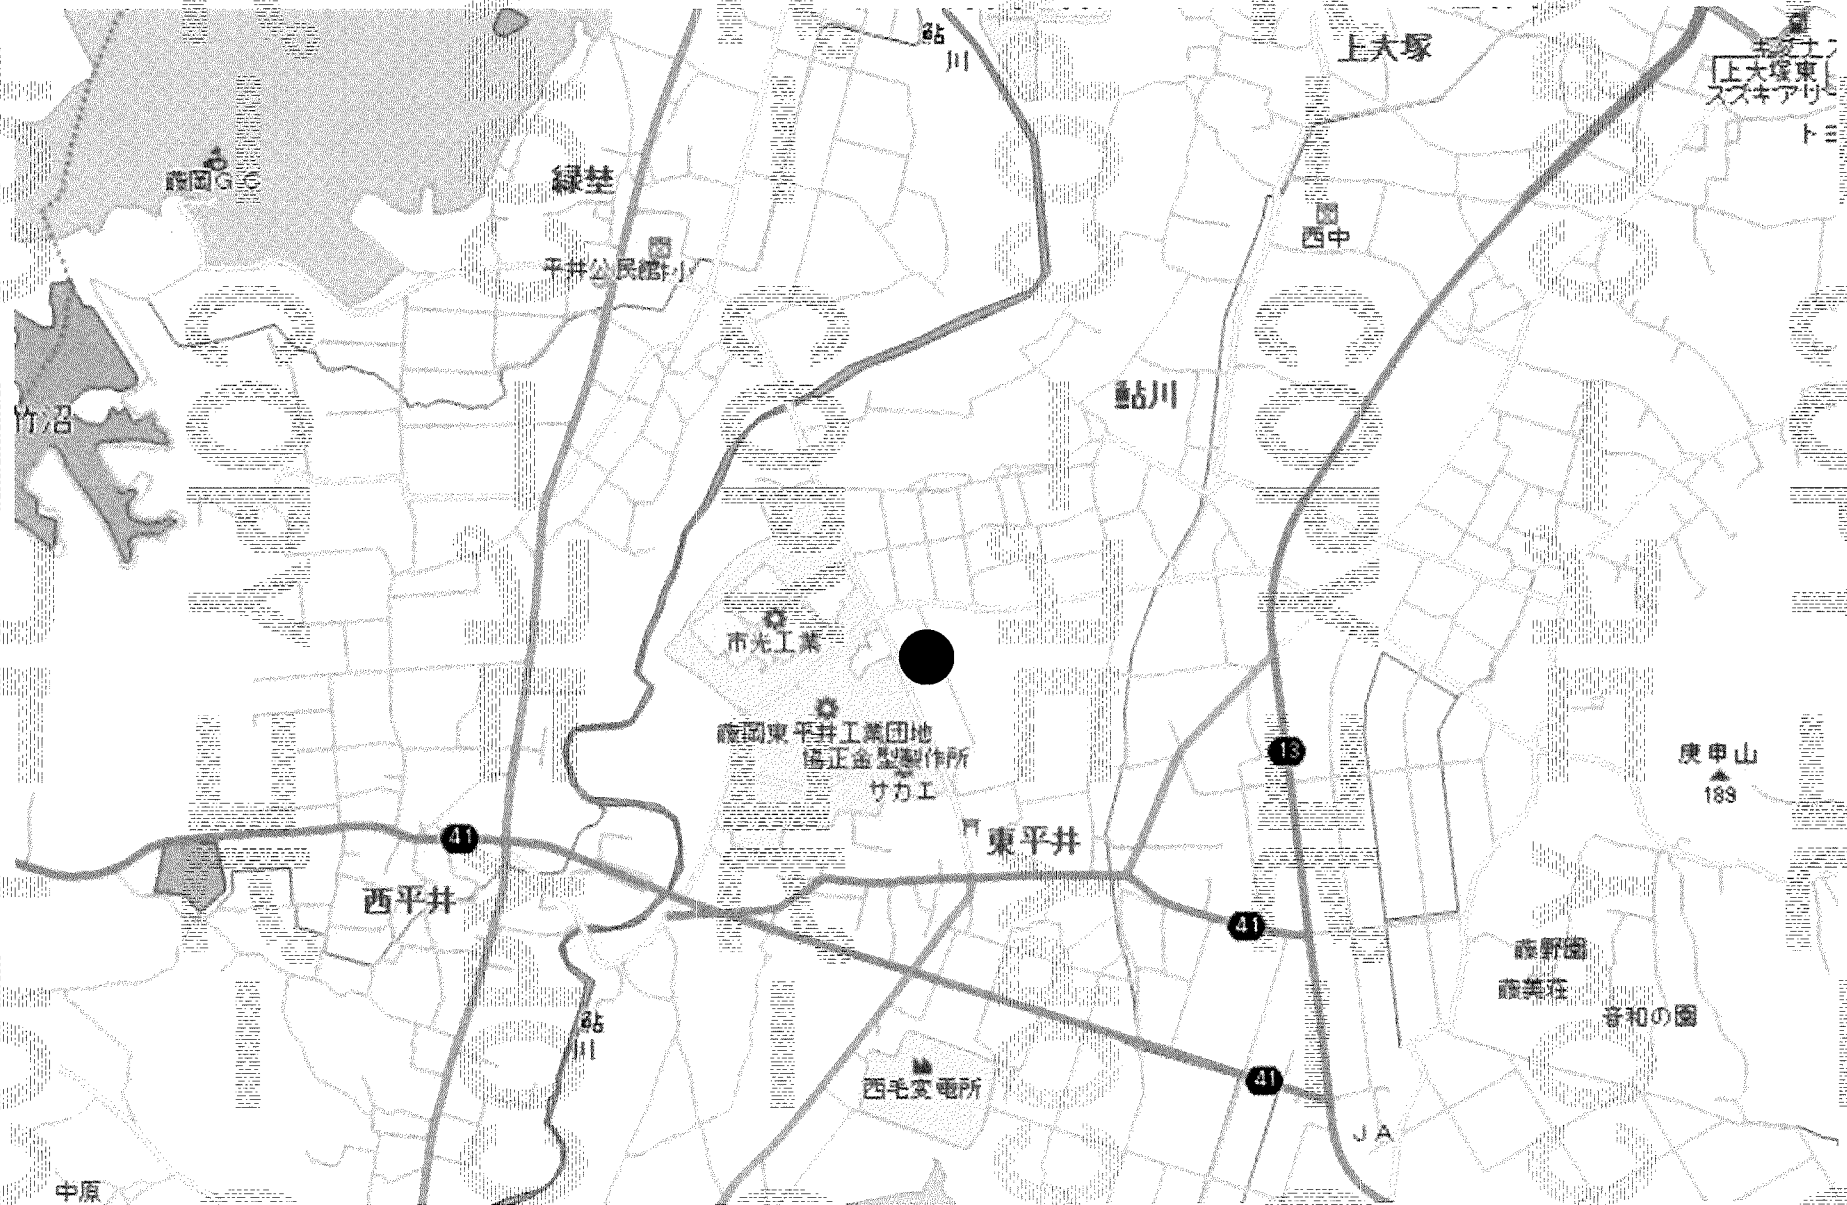 鮎
川
上大塚
上大塚東
スズキアリー
トミ
藤岡GC
緑埜
西中
平井公民館
小
鮎川
竹沼
市光工業
藤岡東平井工業団地
協正金型製作所
サカエ
13
庚申山
189
41
東平井
西平井
41
藤野園
藤美荘
音和の園
鮎
川
西毛変電所
41
JA
中原